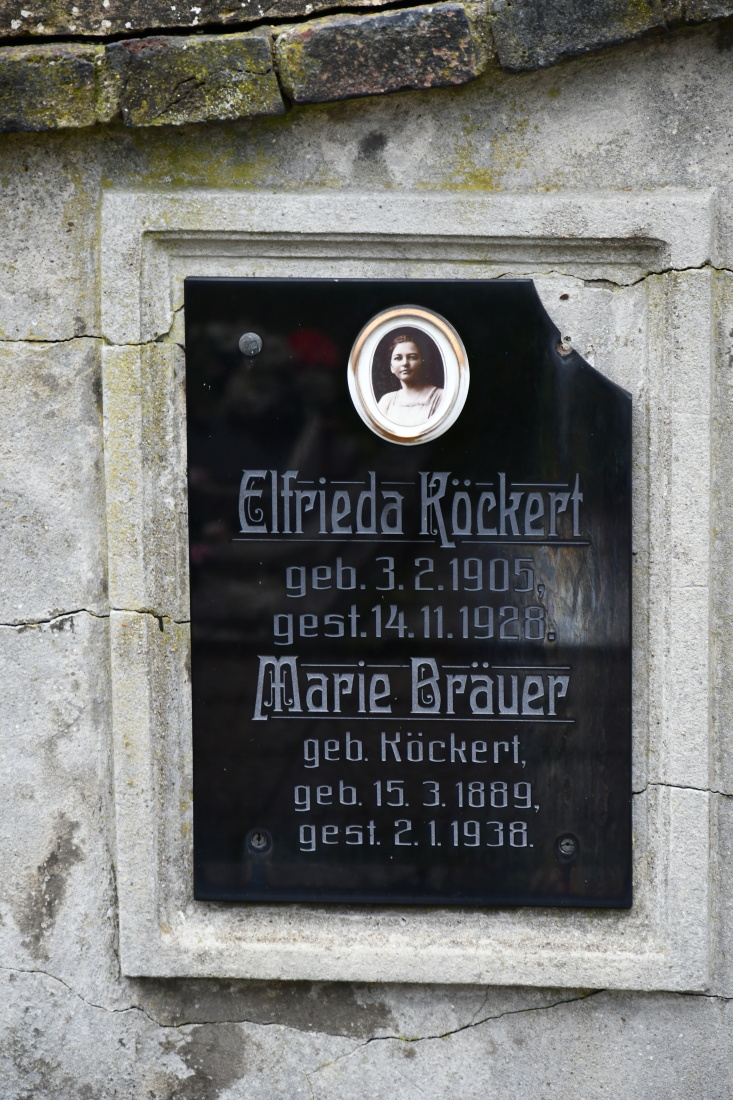 Elfrieda Köckert
geb. 3. 2. 1905,
gest. 14. 11. 1928.
Marie Bräuer
geb. Köckert,
geb. 15. 3. 1889,
gest. 2. 1. 1938.